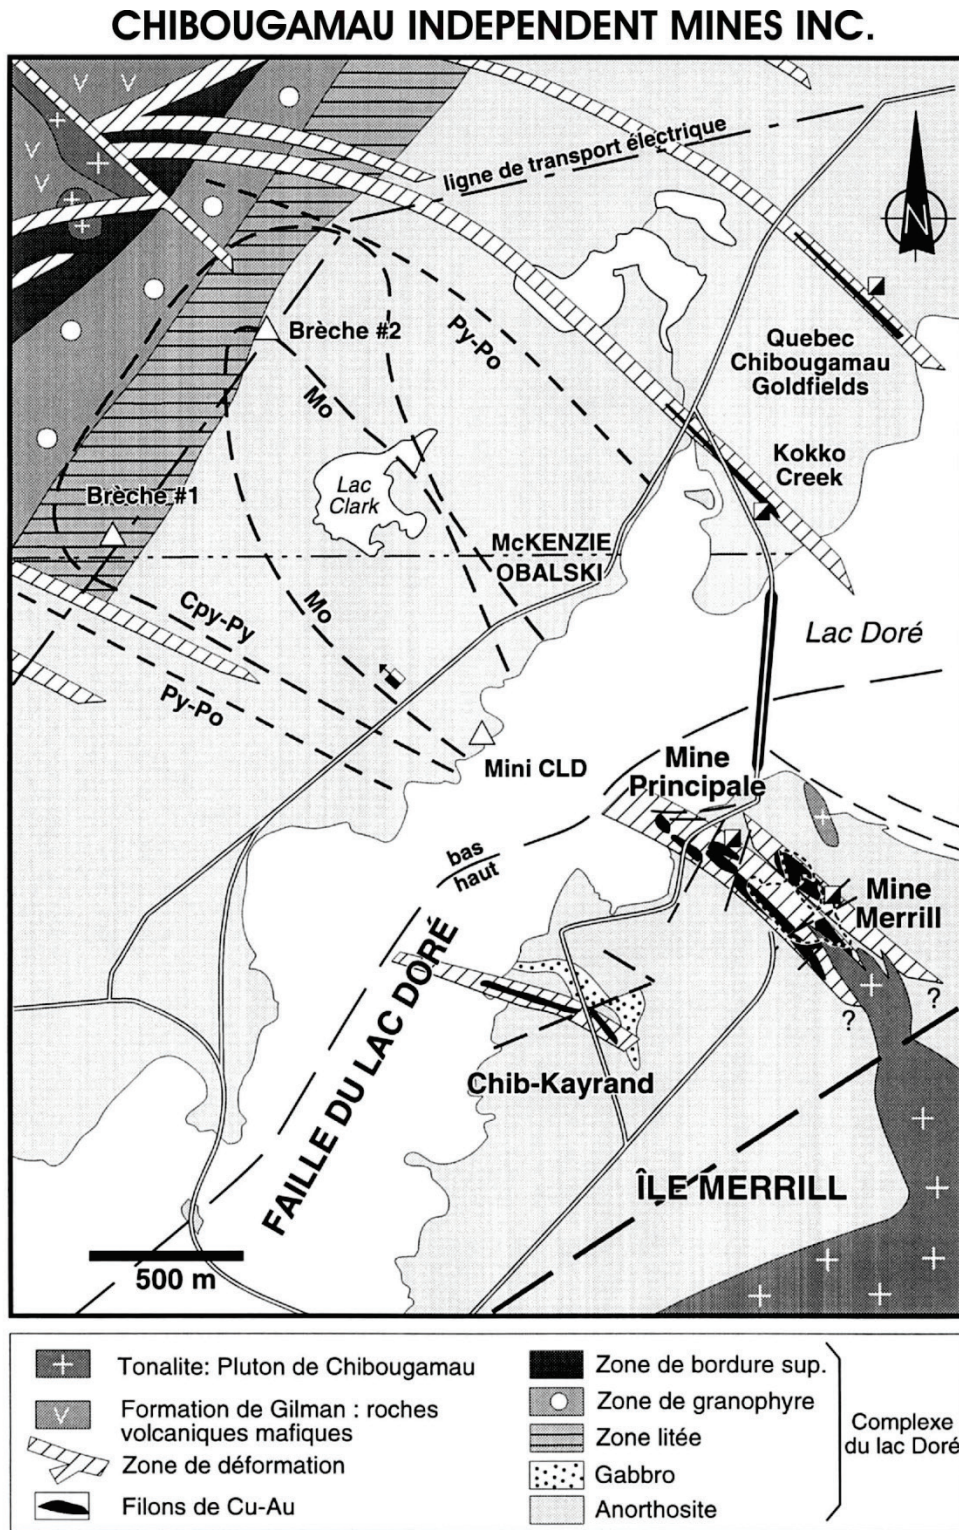 CHIBOUGAMAU INDEPENDENT MINES INC.
ligne de transport électrique
N
Brèche #2
Py-Po
Quebec
Chibougamau
Goldfields
Mo
Kokko
Creek
Lac
Clark
Brèche #1
McKENZIE
OBALSKI
Mo
Cpy-Py
Lac Doré
Py-Po
Mini CLD
Mine
Principale
bas
haut
Mine
Merrill
FAILLE DU LAC DORÉ
?
?
Chib-Kayrand
ÎLE MERRILL
500 m
Tonalite: Pluton de Chibougamau
Formation de Gilman : roches
volcaniques mafiques
Zone de déformation
Filons de Cu-Au
Zone de bordure sup.
Zone de granophyre
Zone litée
Gabbro
Anorthosite
Complexe
du lac Doré